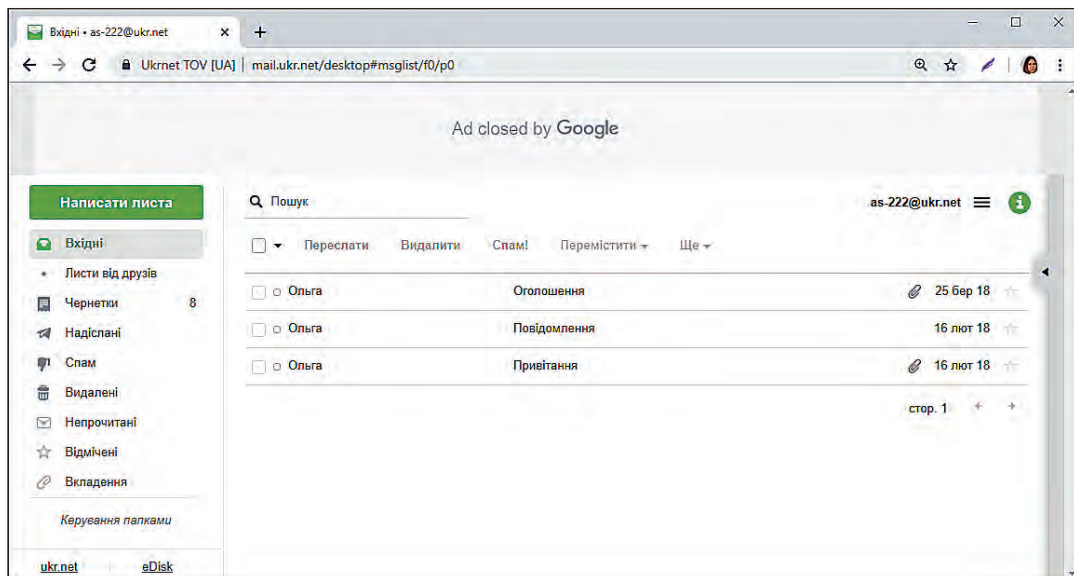 Вхідні • as-222@ukr.net
Ukrnet TOV [UA] | mail.ukr.net/desktop#msglist/f0/p0
Ad closed by Google
Написати листа
Вхідні
Листи від друзів
Чернетки 8
Надіслані
Спам
Видалені
Непрочитані
Відмічені
Вкладення
Керування папками
ukr.net eDisk
Пошук
as-222@ukr.net
Переслати Видалити Спам! Перемістити Ще
Ольга Оголошення 25 бер 18
Ольга Повідомлення 16 лют 18
Ольга Привітання 16 лют 18
стор. 1